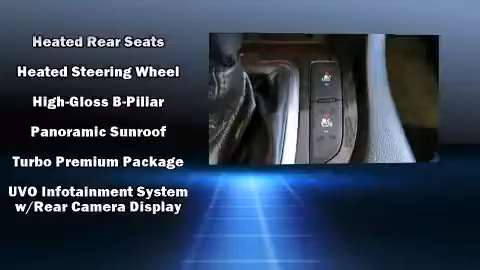 Heated Rear Seats
Heated Steering Wheel
High-Gloss B-Pillar
Panoramic Sunroof
Turbo Premium Package
UVO Infotainment System
w/Rear Camera Display